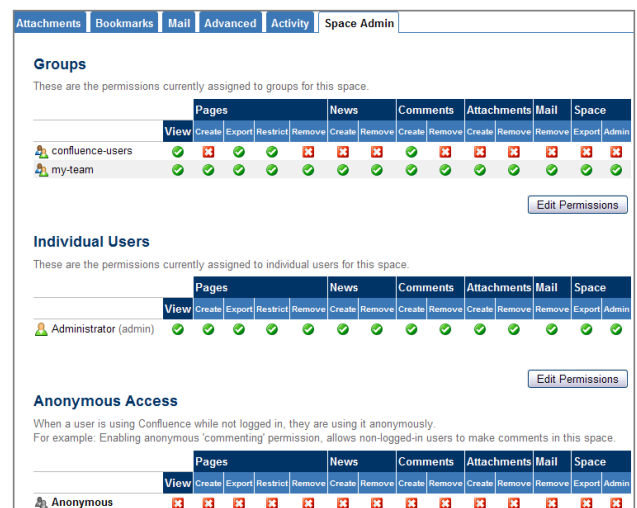 Attachments Bookmarks Mail Advanced Activity Space Admin
Groups
These are the permissions currently assigned to groups for this space.
Pages News Comments Attachments Mail Space
View Create Export Restrict Remove Create Remove Create Remove Create Remove Remove Export Admin
confluence-users
my-team
Edit Permissions
Individual Users
These are the permissions currently assigned to individual users for this space.
Pages News Comments Attachments Mail Space
View Create Export Restrict Remove Create Remove Create Remove Create Remove Remove Export Admin
Administrator (admin)
Edit Permissions
Anonymous Access
When a user is using Confluence while not logged in, they are using it anonymously.
For example: Enabling anonymous 'commenting' permission, allows non-logged-in users to make comments in this space.
Pages News Comments Attachments Mail Space
View Create Export Restrict Remove Create Remove Create Remove Create Remove Remove Export Admin
Anonymous